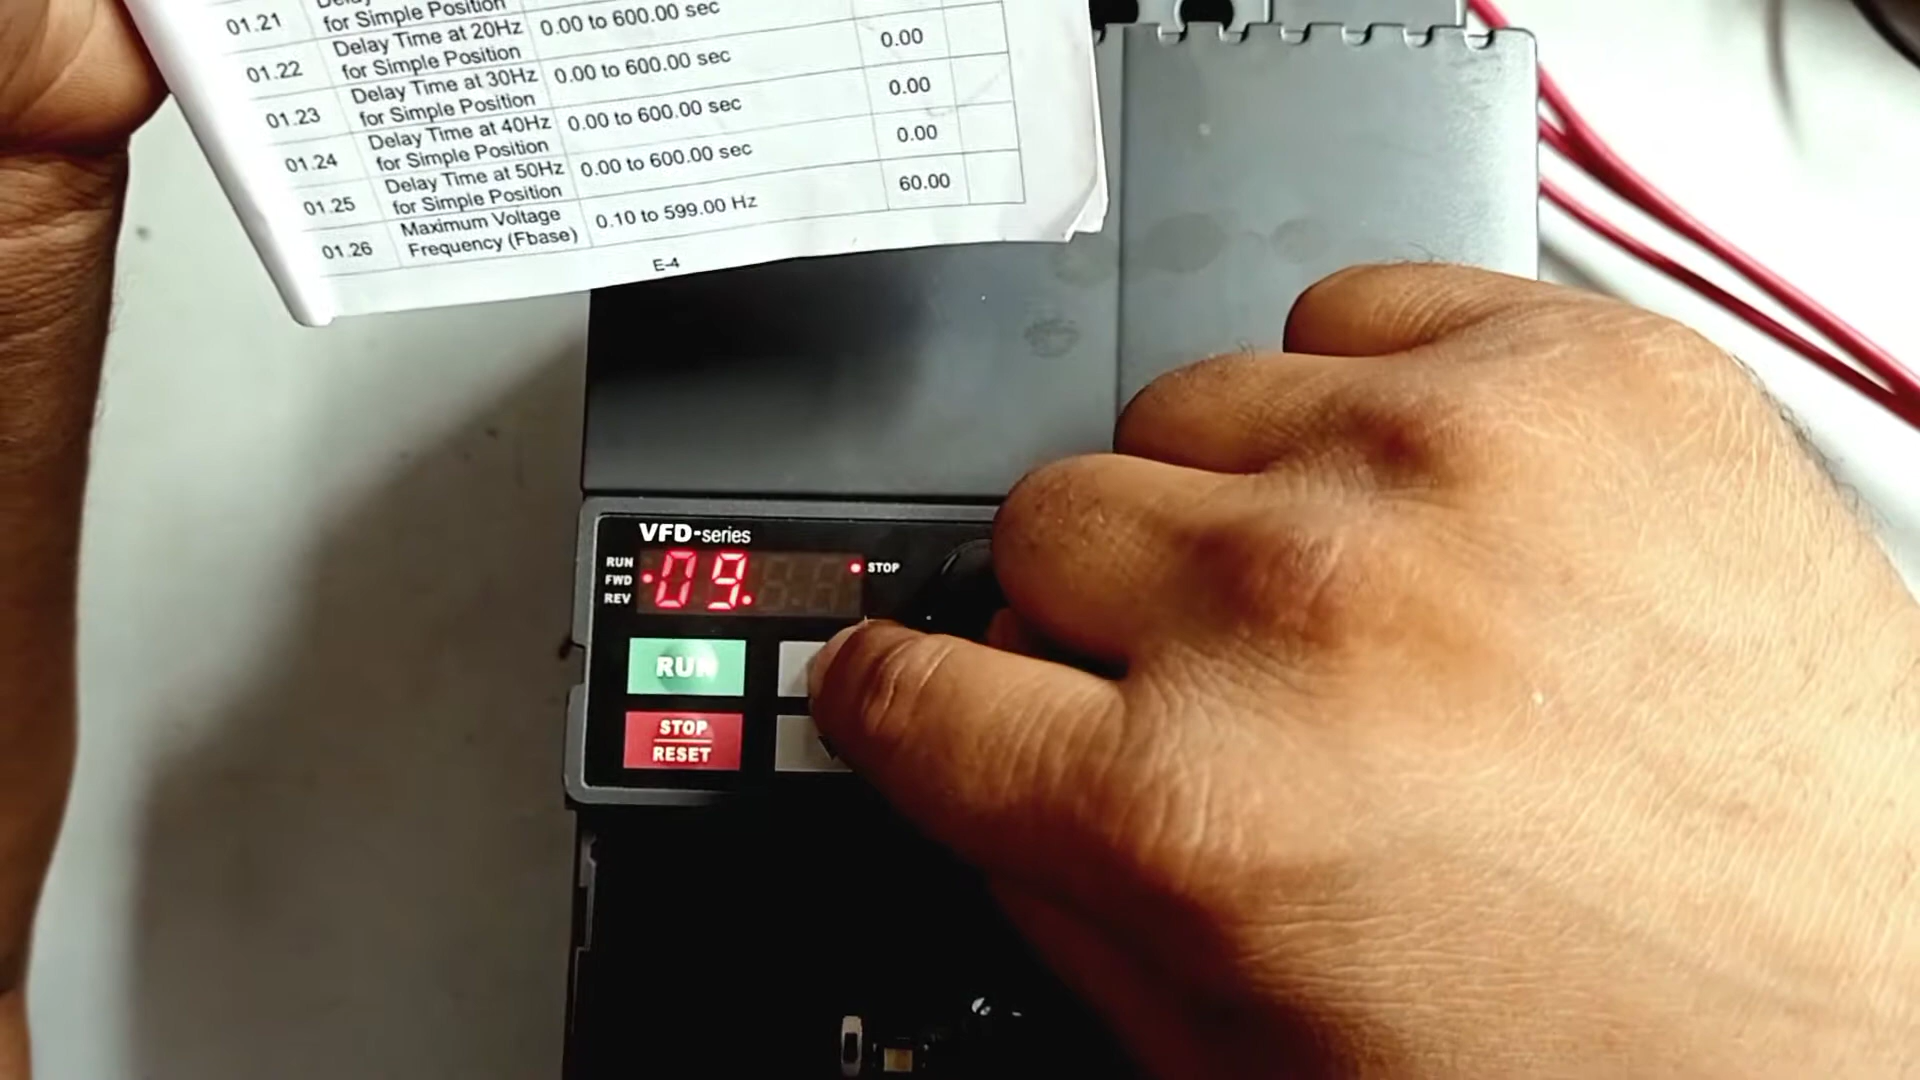 01.21 for Simple Position 0.00 to 600.00 sec
01.22 Delay Time at 20Hz for Simple Position 0.00 to 600.00 sec 0.00
01.23 Delay Time at 30Hz for Simple Position 0.00 to 600.00 sec 0.00
01.24 Delay Time at 40Hz for Simple Position 0.00 to 600.00 sec 0.00
01.25 Delay Time at 50Hz for Simple Position
01.26 Maximum Voltage Frequency (Fbase) 0.10 to 599.00 Hz 60.00
E-4
VFD-series
RUN
FWD
REV
09.
STOP
RUN
STOP
RESET